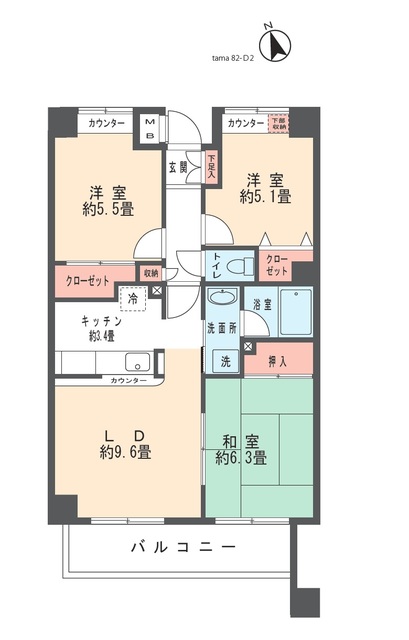 N
tama 82-D2
カウンター
MB
カウンター
下部
収納
玄関
下足入
洋室
約5.5畳
洋室
約5.1畳
トイレ
クローゼット
収納
クロー
ゼット
冷
キッチン
約3.4畳
洗面所
浴室
洗
押入
カウンター
LD
約9.6畳
和室
約6.3畳
バルコニー